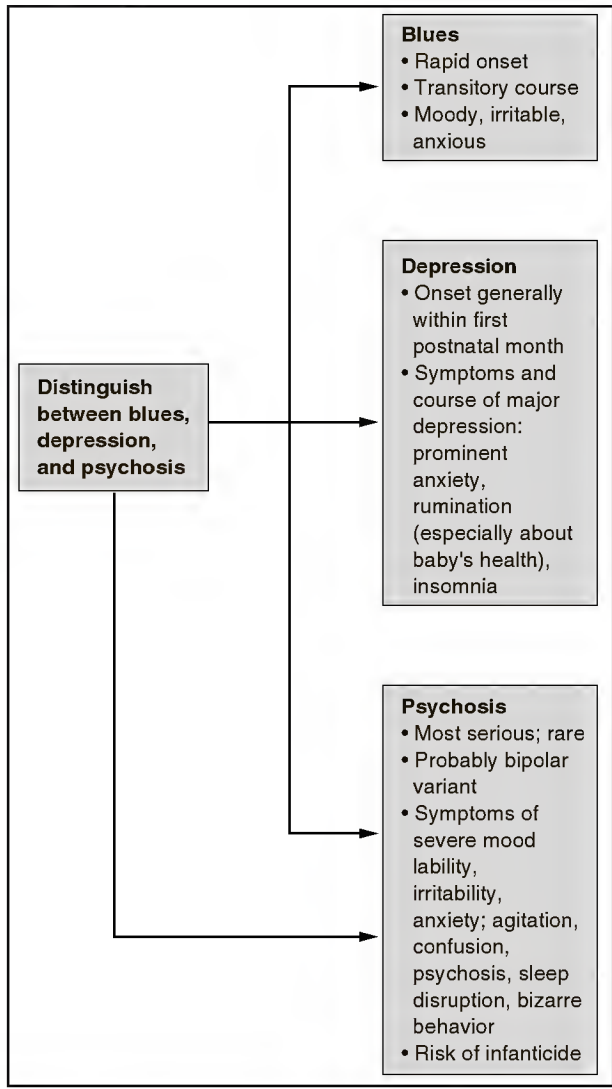 Blues
• Rapid onset
• Transitory course
• Moody, irritable,
anxious
Depression
• Onset generally
within first
postnatal month
• Symptoms and
course of major
depression:
prominent
anxiety,
rumination
(especially about
baby's health),
insomnia
Distinguish
between blues,
depression,
and psychosis
Psychosis
• Most serious; rare
• Probably bipolar
variant
• Symptoms of
severe mood
lability,
irritability,
anxiety; agitation,
confusion,
psychosis, sleep
disruption, bizarre
behavior
• Risk of infanticide